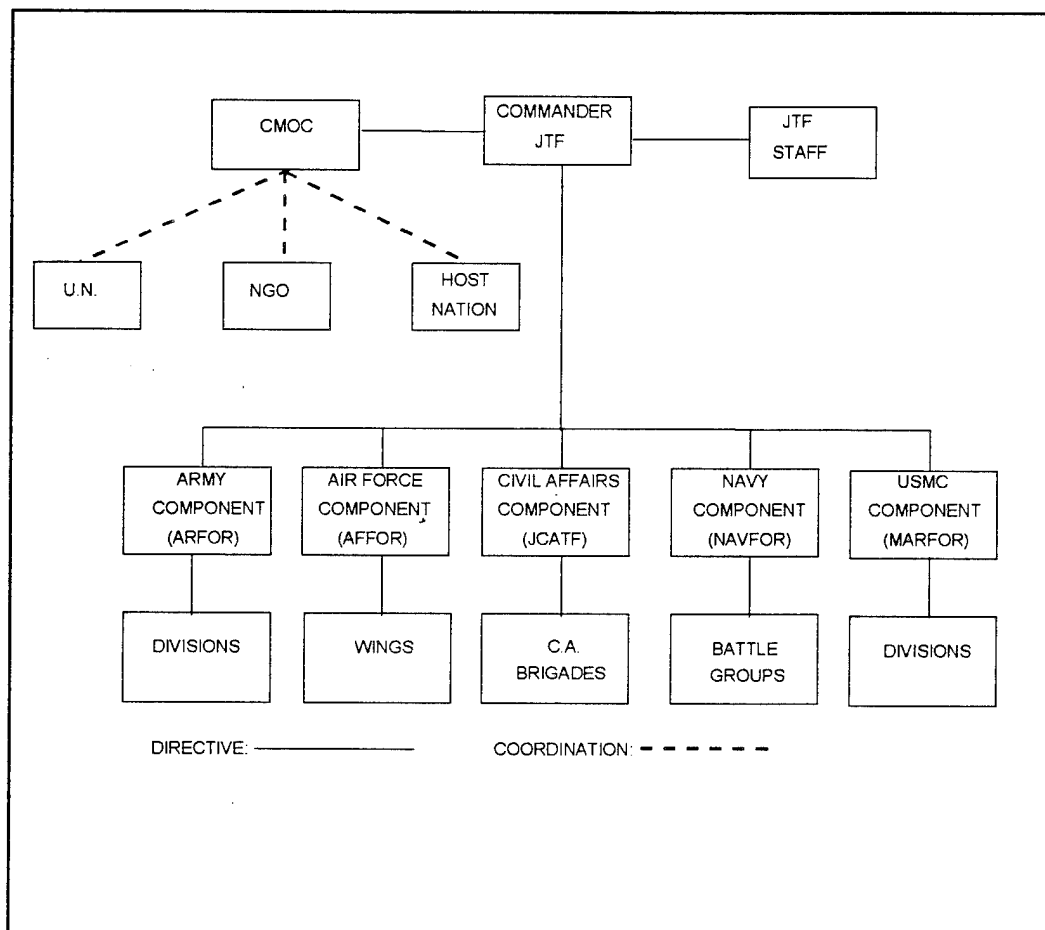 CMOC
COMMANDER
JTF
JTF
STAFF
U.N.
NGO
HOST
NATION
ARMY
COMPONENT
(ARFOR)
AIR FORCE
COMPONENT
(AFFOR)
CIVIL AFFAIRS
COMPONENT
(JCATF)
NAVY
COMPONENT
(NAVFOR)
USMC
COMPONENT
(MARFOR)
DIVISIONS
WINGS
C.A.
BRIGADES
BATTLE
GROUPS
DIVISIONS
DIRECTIVE:
COORDINATION: